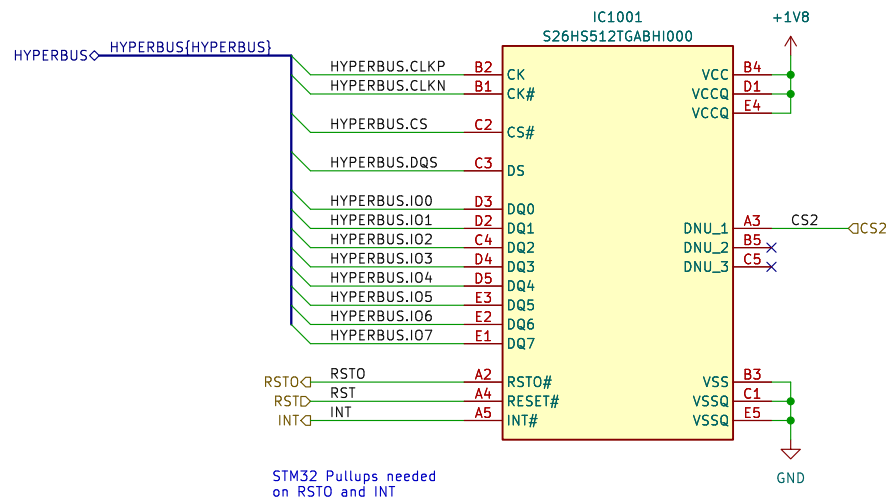 IC1001
S26HS512TGABHI000
+1V8
HYPERBUS
HYPERBUS{HYPERBUS}
HYPERBUS.CLKP B2 CK
HYPERBUS.CLKN B1 CK#
HYPERBUS.CS C2 CS#
HYPERBUS.DQS C3 DS
HYPERBUS.IO0 D3 DQ0
HYPERBUS.IO1 D2 DQ1
HYPERBUS.IO2 C4 DQ2
HYPERBUS.IO3 D4 DQ3
HYPERBUS.IO4 D5 DQ4
HYPERBUS.IO5 E3 DQ5
HYPERBUS.IO6 E2 DQ6
HYPERBUS.IO7 E1 DQ7
RSTO RSTO A2 RSTO#
RST RST A4 RESET#
INT INT A5 INT#
VCC B4
VCCQ D1
VCCQ E4
DNU_1 A3 CS2 CS2
DNU_2 B5
DNU_3 C5
VSS B3
VSSQ C1
VSSQ E5
GND
STM32 Pullups needed
on RSTO and INT